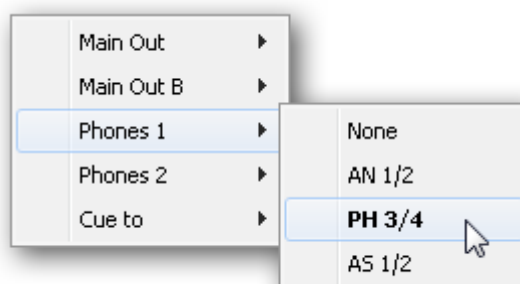 Main Out
Main Out B
Phones 1
Phones 2
Cue to
None
AN 1/2
PH 3/4
AS 1/2